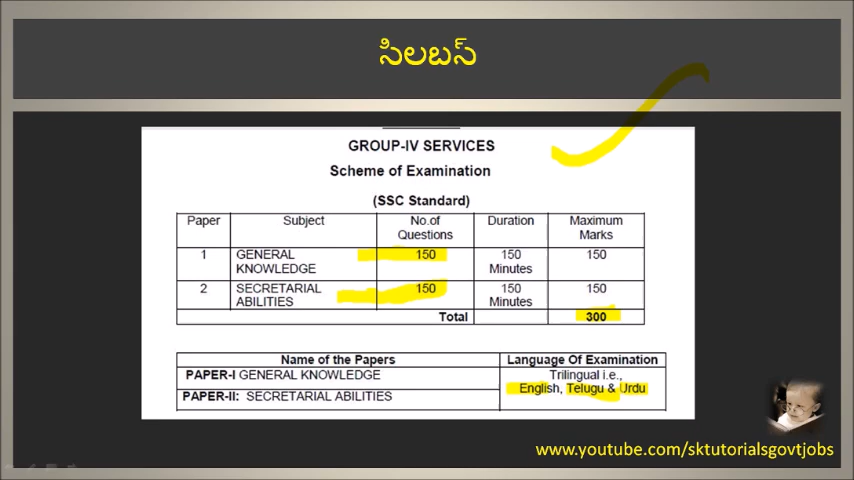 సిలబస్
GROUP-IV SERVICES
Scheme of Examination
(SSC Standard)
Paper Subject No.of Questions Duration Maximum Marks
1 GENERAL KNOWLEDGE 150 150 Minutes 150
2 SECRETARIAL ABILITIES 150 150 Minutes 150
Total 300
Name of the Papers Language Of Examination
PAPER-I GENERAL KNOWLEDGE Trilingual i.e.,
English, Telugu & Urdu
PAPER-II: SECRETARIAL ABILITIES
www.youtube.com/sktutorialsgovtjobs